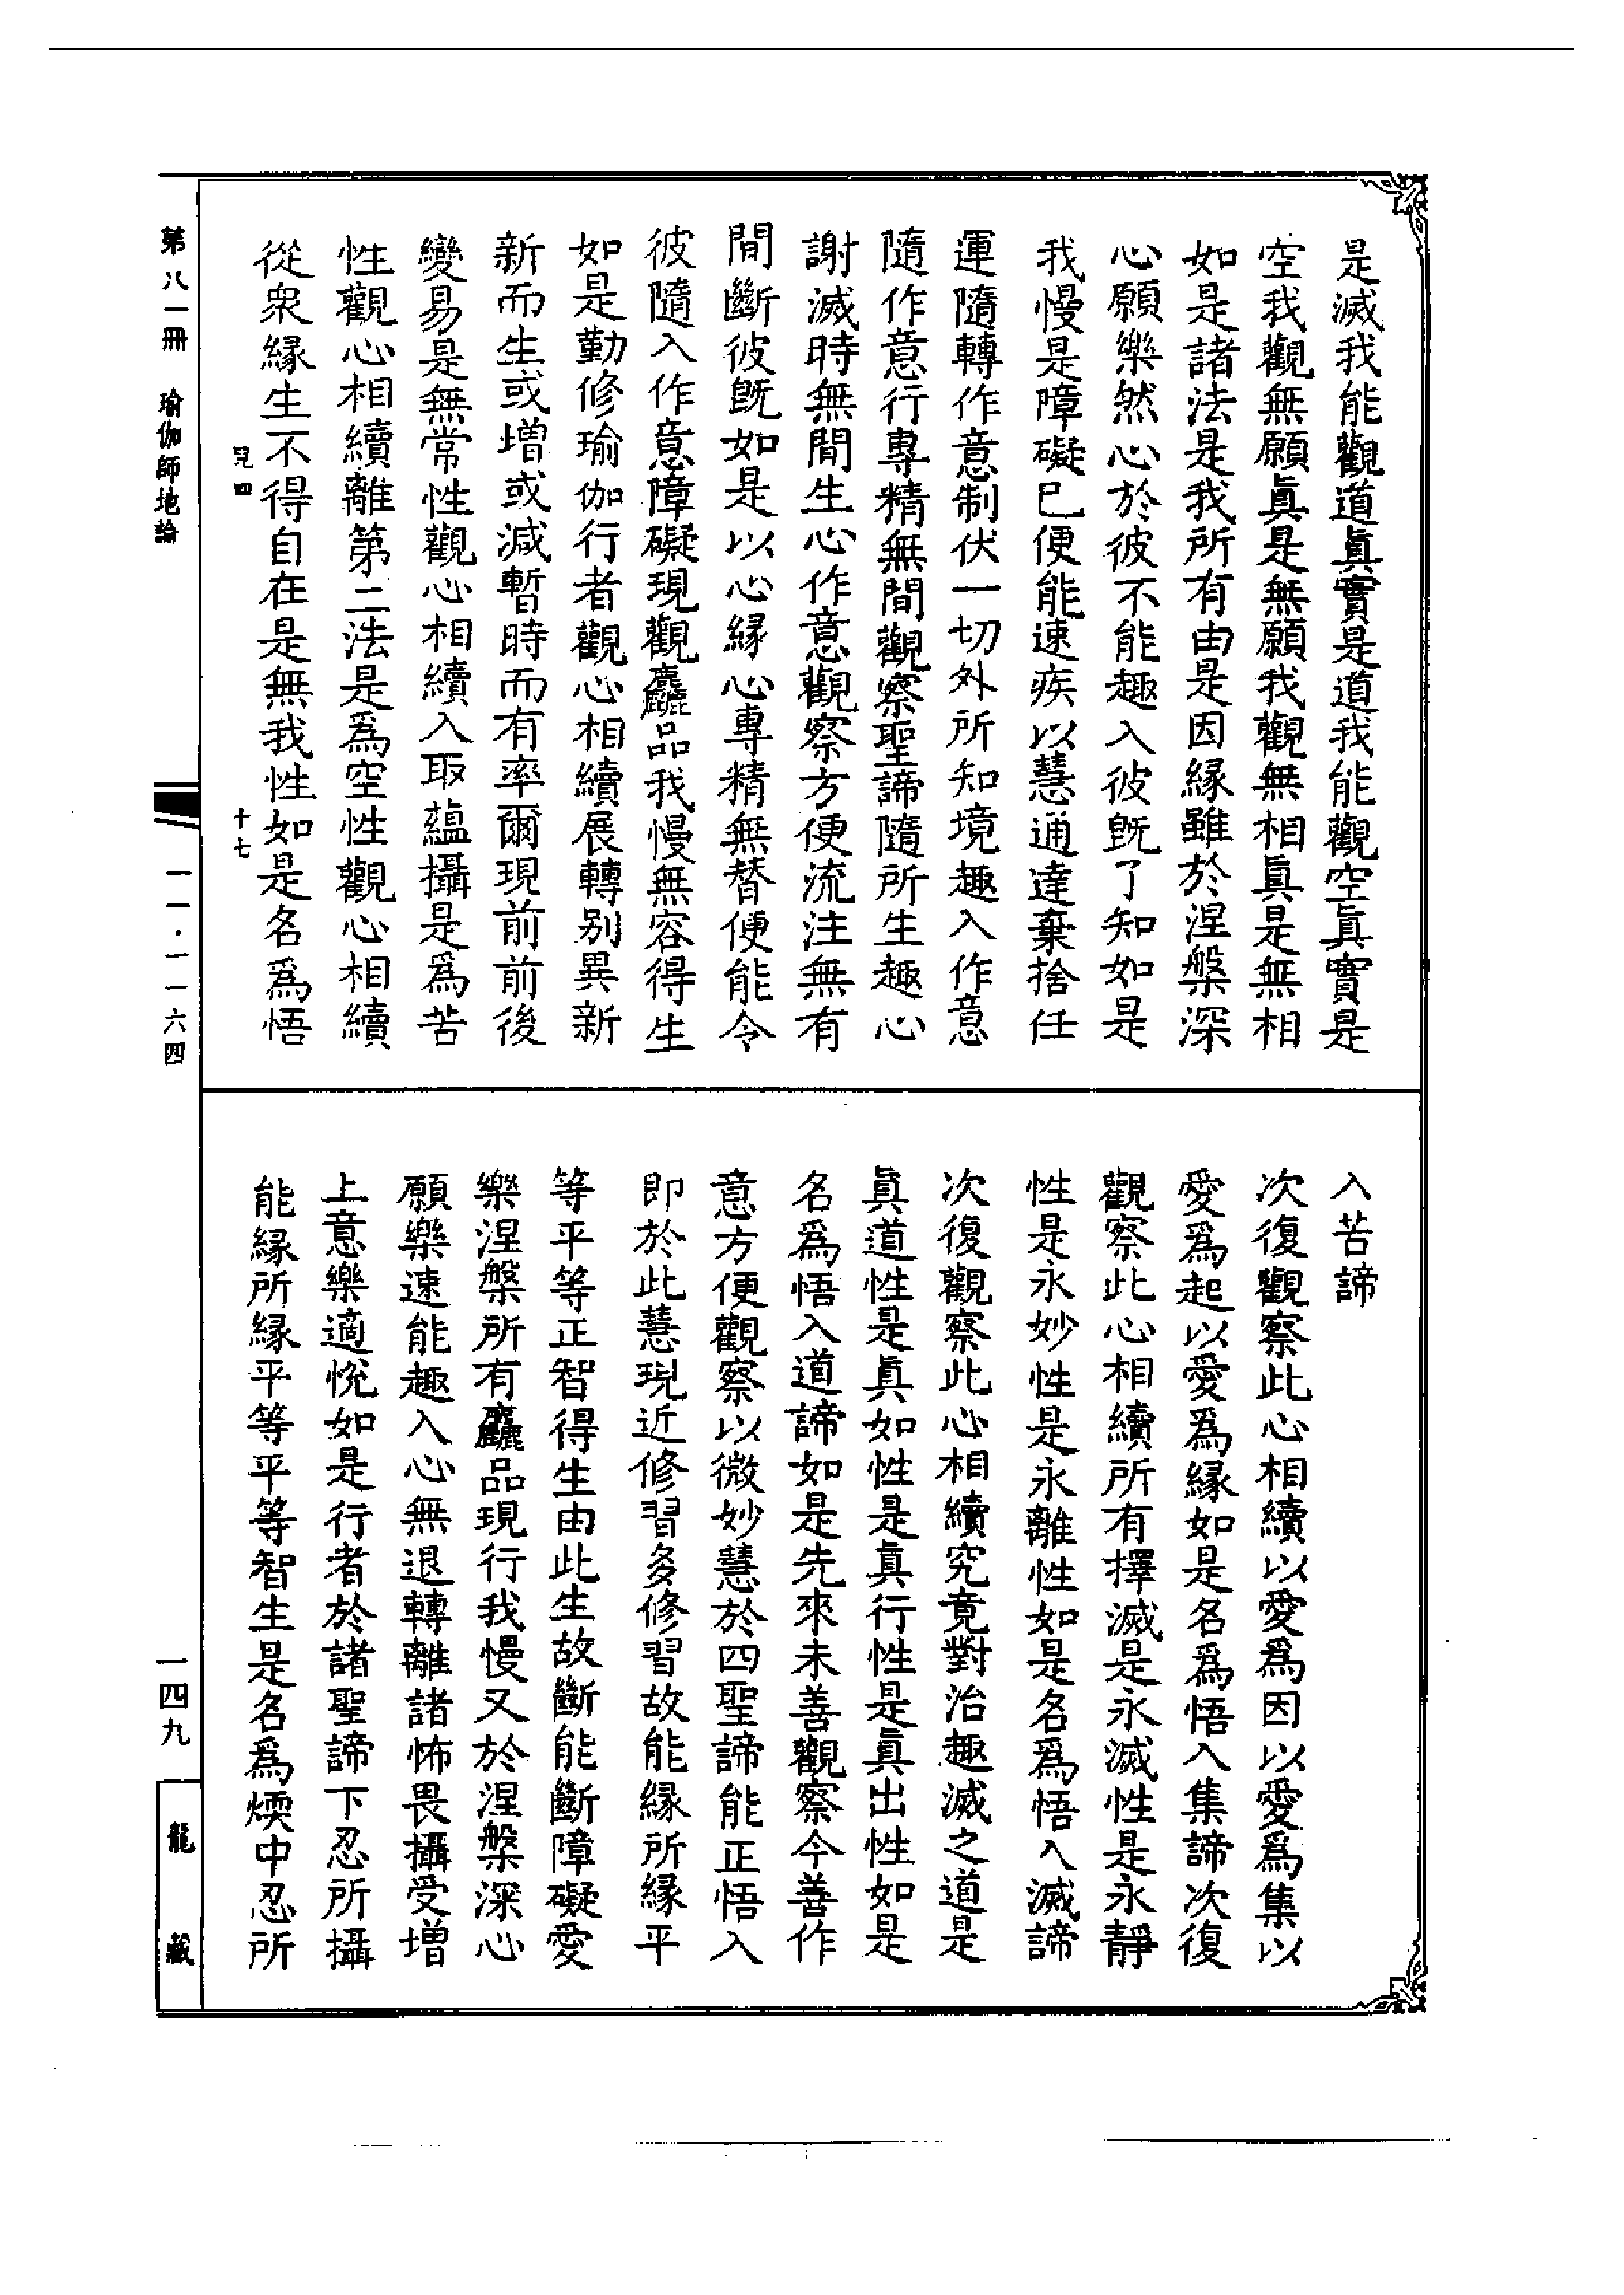 是滅我能觀道眞實是道我能觀空眞實是
空我觀無願眞是無願我觀無相眞是無相
如是諸法是我所有由是因緣雖於涅槃深
心願樂然心於彼不能趣入彼旣了知如是
我慢是障礙已便能速疾以慧通達棄捨任
運隨轉作意制伏一切外所知境趣入作意
隨作意行專精無間觀察聖諦隨所生趣心
謝滅時無間生心作意觀察方便流注無有
間斷彼旣如是以心緣心專精無替便能令
彼隨入作意障礙現觀麤品我慢無容得生
如是勤修瑜伽行者觀心相續展轉别異新
新而生或增或減暫時而有率爾現前前後
變易是無常性觀心相續入取蘊攝是爲苦
性觀心相續離第二法是爲空性觀心相續
從衆緣生不得自在是無我性如是名爲悟
皃四 十七
入苦諦
次復觀察此心相續以愛爲因以愛爲集以
愛爲起以愛爲緣如是名爲悟入集諦次復
觀察此心相續所有擇滅是永滅性是永靜
性是永妙性是永離性如是名爲悟入滅諦
次復觀察此心相續究竟對治趣滅之道是
眞道性是眞如性是眞行性是眞出性如是
名爲悟入道諦如是先來未善觀察今善作
意方便觀察以微妙慧於四聖諦能正悟入
即於此慧現近修習多修習故能緣所緣平
等平等正智得生由此生故斷能斷障礙愛
樂涅槃所有麤品現行我慢又於涅槃深心
願樂速能趣入心無退轉離諸怖畏攝受增
上意樂適悅如是行者於諸聖諦下忍所攝
能緣所緣平等平等智生是名爲煗中忍所
第八一冊 瑜伽師地論 一一·一一六四 一四九 龍藏